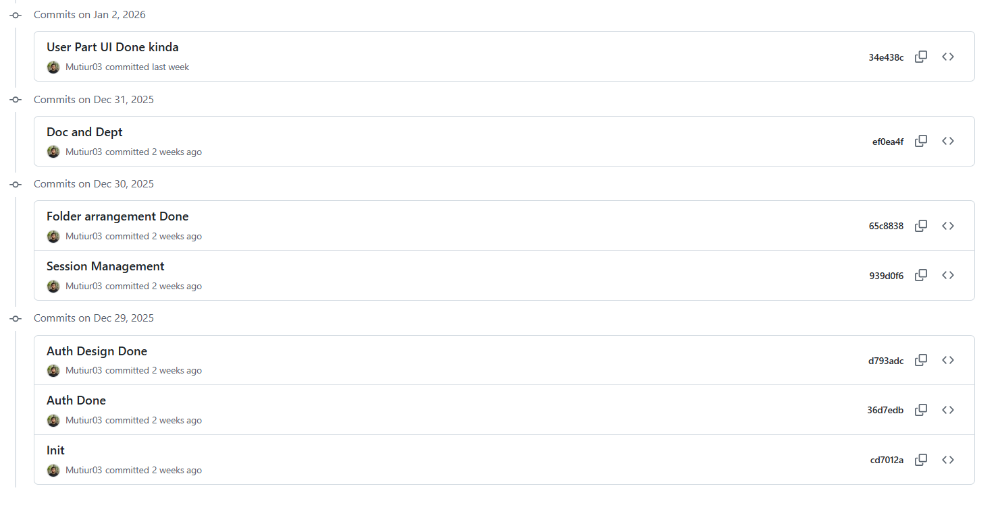 Commits on Jan 2, 2026
User Part UI Done kinda
34e438c
Mutiur03 committed last week
Commits on Dec 31, 2025
Doc and Dept
ef0ea4f
Mutiur03 committed 2 weeks ago
Commits on Dec 30, 2025
Folder arrangement Done
65c8838
Mutiur03 committed 2 weeks ago
Session Management
939d0f6
Mutiur03 committed 2 weeks ago
Commits on Dec 29, 2025
Auth Design Done
d793adc
Mutiur03 committed 2 weeks ago
Auth Done
36d7edb
Mutiur03 committed 2 weeks ago
Init
cd7012a
Mutiur03 committed 2 weeks ago